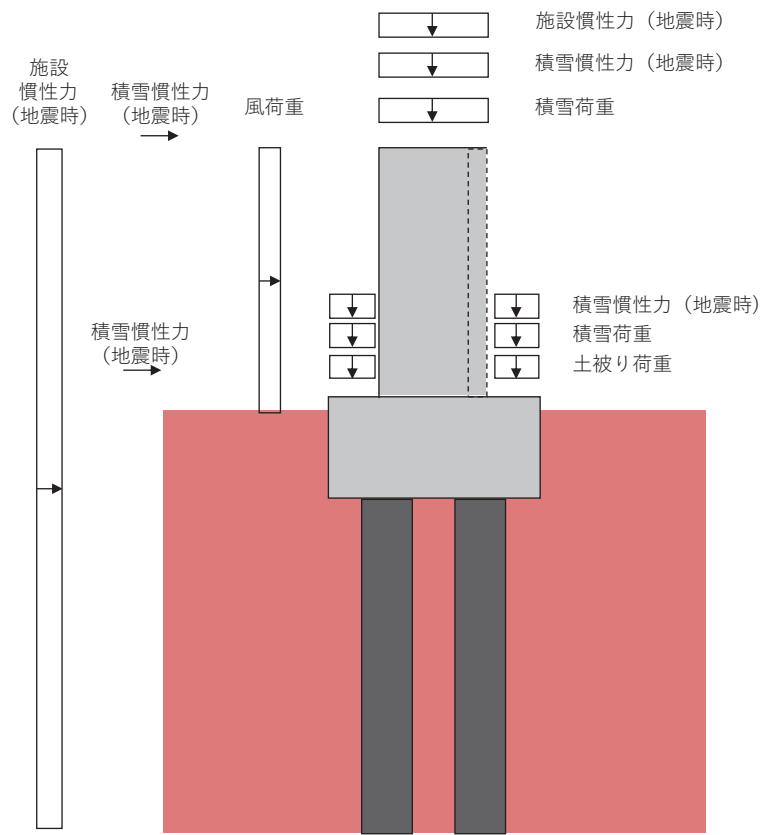 施設慣性力（地震時）
積雪慣性力（地震時）
積雪荷重
施設
慣性力
（地震時）
積雪慣性力
（地震時）
風荷重
積雪慣性力
（地震時）
積雪慣性力（地震時）
積雪荷重
土被り荷重